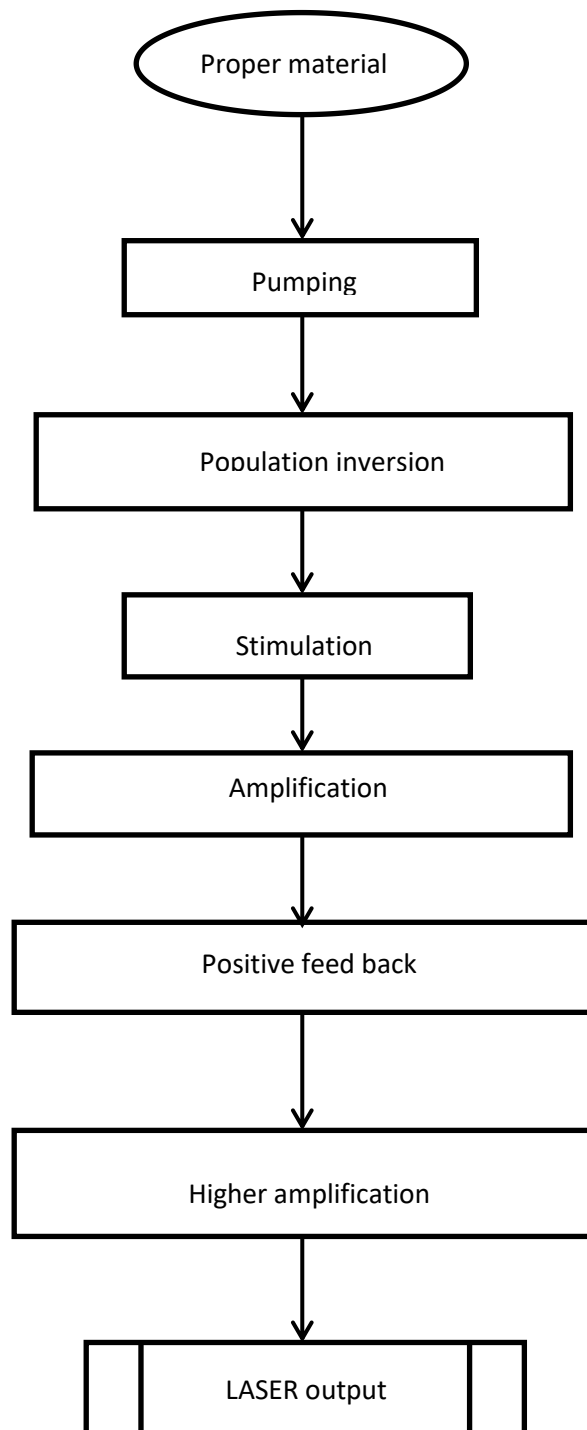 Proper material
Pumping
Population inversion
Stimulation
Amplification
Positive feed back
Higher amplification
LASER output